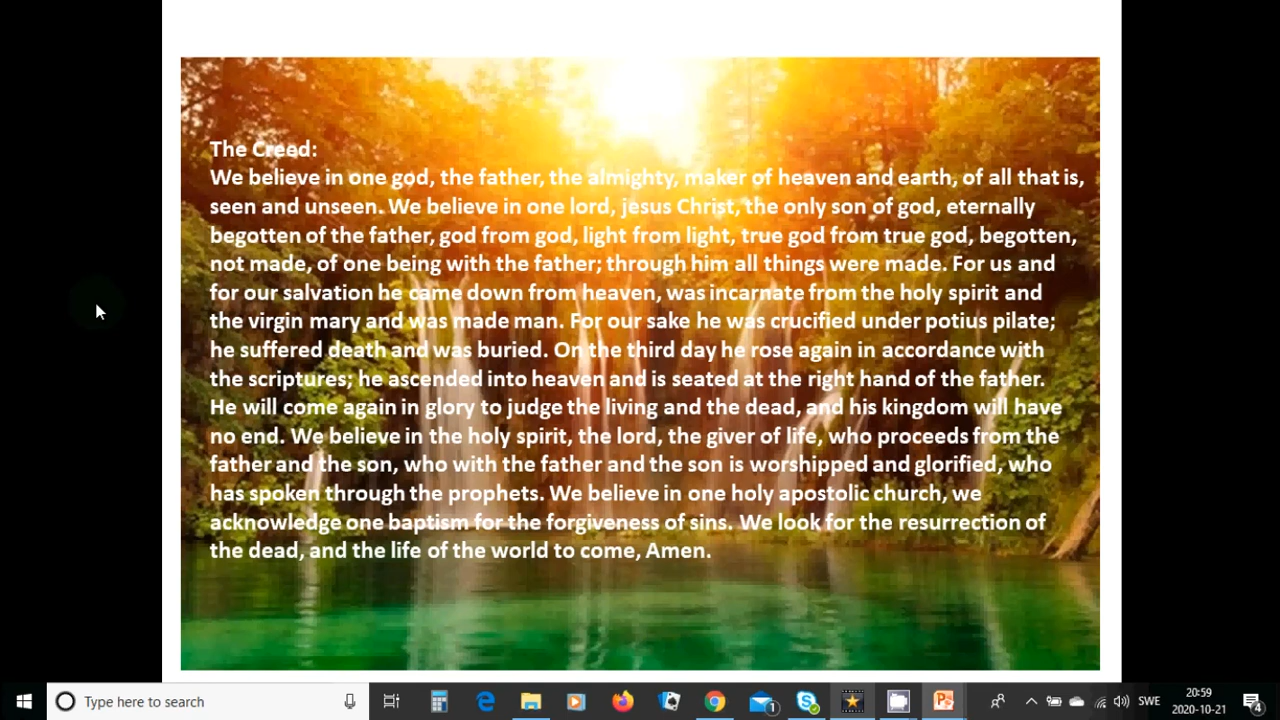 The Creed:
We believe in one god, the father, the almighty, maker of heaven and earth, of all that is,
seen and unseen. We believe in one lord, jesus Christ, the only son of god, eternally
begotten of the father, god from god, light from light, true god from true god, begotten,
not made, of one being with the father; through him all things were made. For us and
for our salvation he came down from heaven, was incarnate from the holy spirit and
the virgin mary and was made man. For our sake he was crucified under potius pilate;
he suffered death and was buried. On the third day he rose again in accordance with
the scriptures; he ascended into heaven and is seated at the right hand of the father.
He will come again in glory to judge the living and the dead, and his kingdom will have
no end. We believe in the holy spirit, the lord, the giver of life, who proceeds from the
father and the son, who with the father and the son is worshipped and glorified, who
has spoken through the prophets. We believe in one holy apostolic church, we
acknowledge one baptism for the forgiveness of sins. We look for the resurrection of
the dead, and the life of the world to come, Amen.
Type here to search
1
SWE
20:59
2020-10-21
4